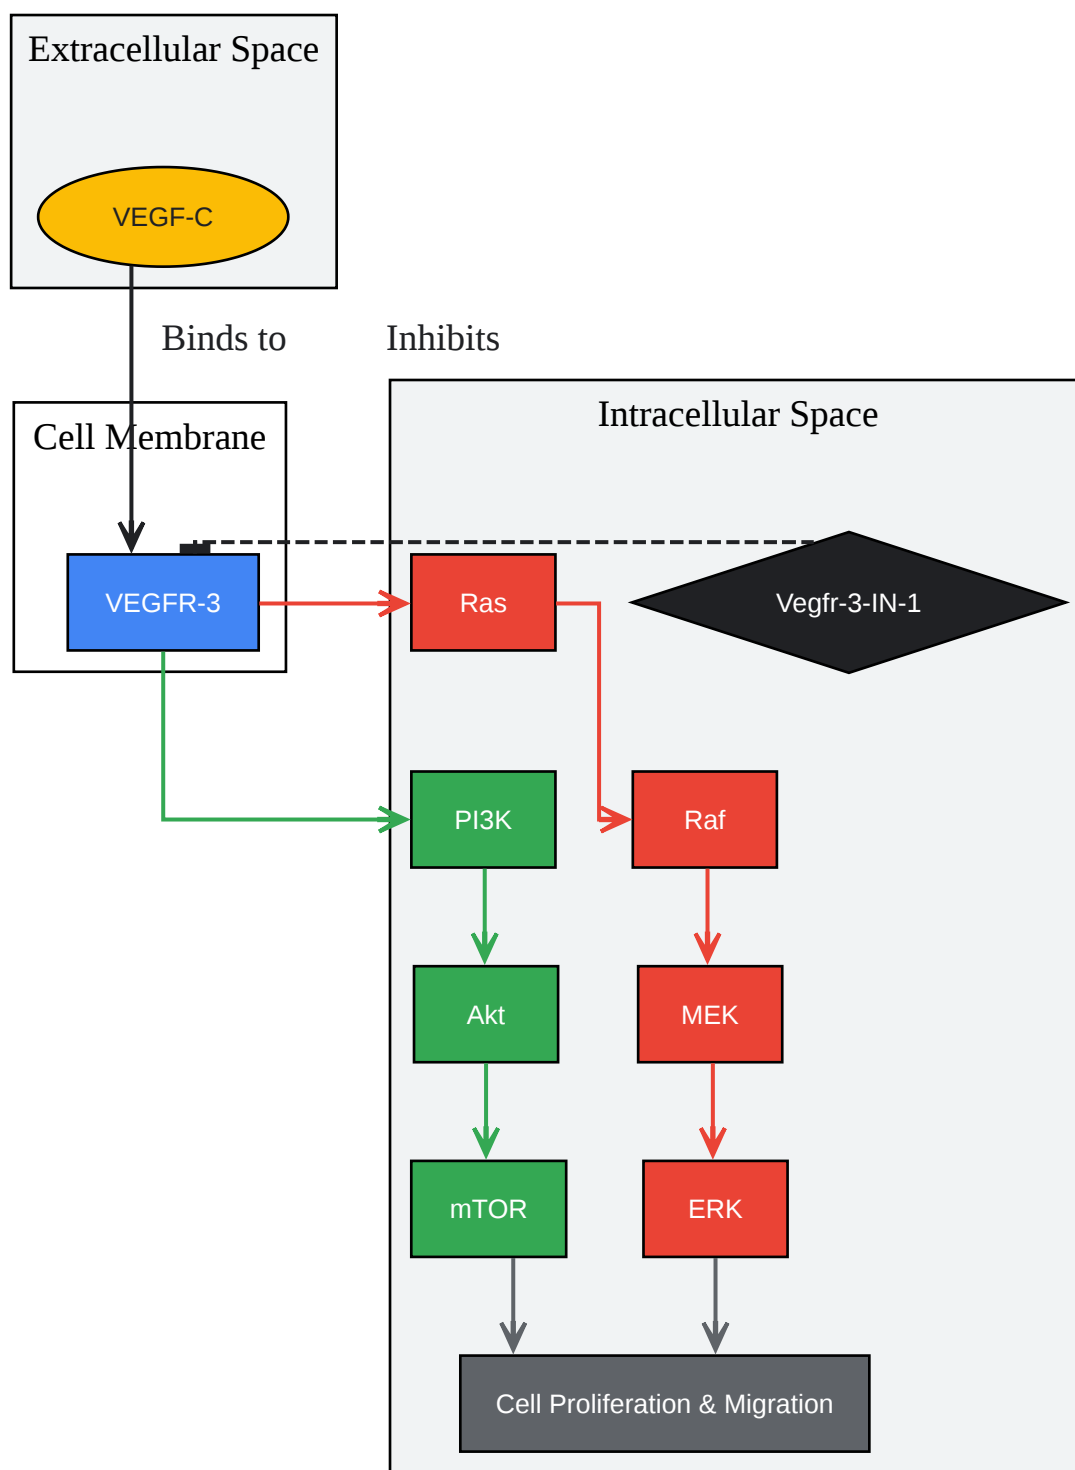 Extracellular Space
VEGF-C
Binds to
Inhibits
Cell Membrane
Intracellular Space
VEGFR-3
Ras
Vegfr-3-IN-1
PI3K
Raf
Akt
MEK
mTOR
ERK
Cell Proliferation & Migration